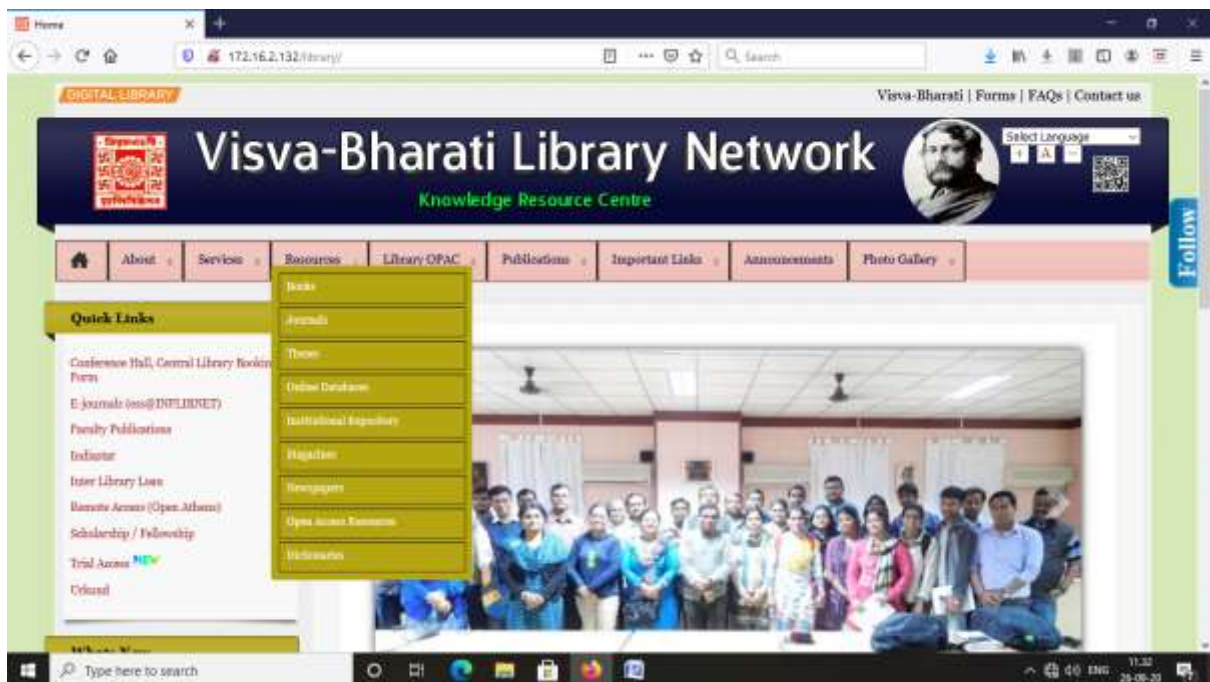 Home
172.16.2.132/library/
Search
DIGITAL LIBRARY
Visva-Bharati | Forms | FAQs | Contact us
Visva-Bharati Library Network
Knowledge Resource Centre
Select Language
+ A -
Follow
About Services Resources Library OPAC Publications Important Links Announcements Photo Gallery
Books
Journals
Theses
Online Databases
Institutional Repository
Magazines
Newspapers
Open Access Resources
Dictionaries
Quick Links
Conference Hall, Central Library Booking
Form
E-journals (ess@INFLIBNET)
Faculty Publications
Indiastat
Inter Library Loan
Remote Access (Open Athens)
Scholarship / Fellowship
Trial Access NEW
Urkund
Whats New
Type here to search
ENG
11:32